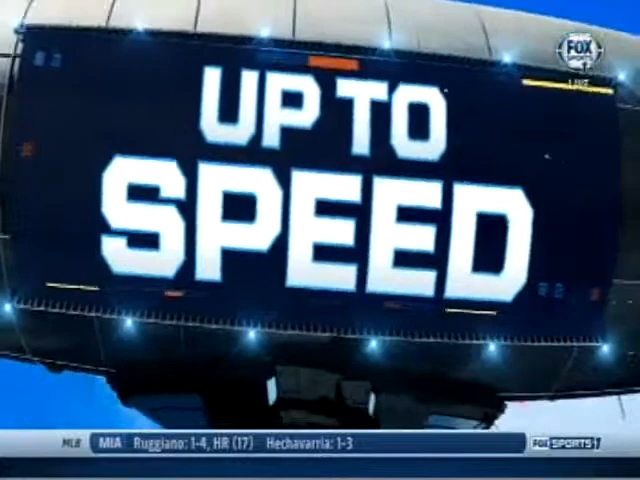 FOX
SPORTS
1
LIVE
UP TO
SPEED
MLB MIA Ruggiano: 1-4, HR (17) Hechavarria: 1-3 FOX SPORTS 1